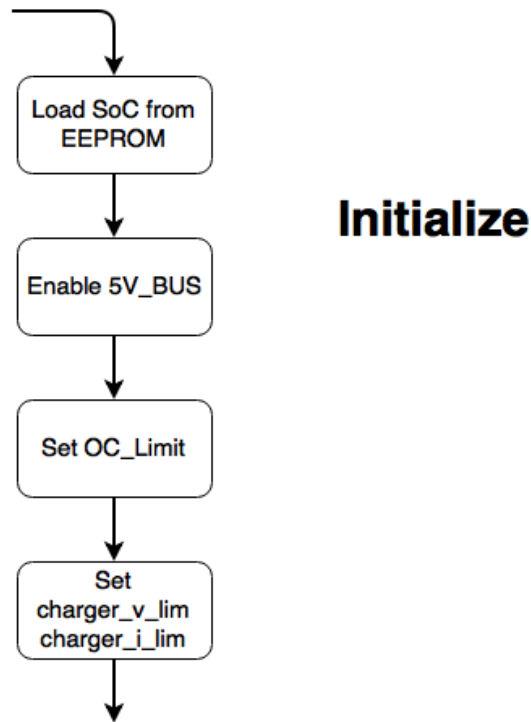 Load SoC from
EEPROM
Initialize
Enable 5V_BUS
Set OC_Limit
Set
charger_v_lim
charger_i_lim